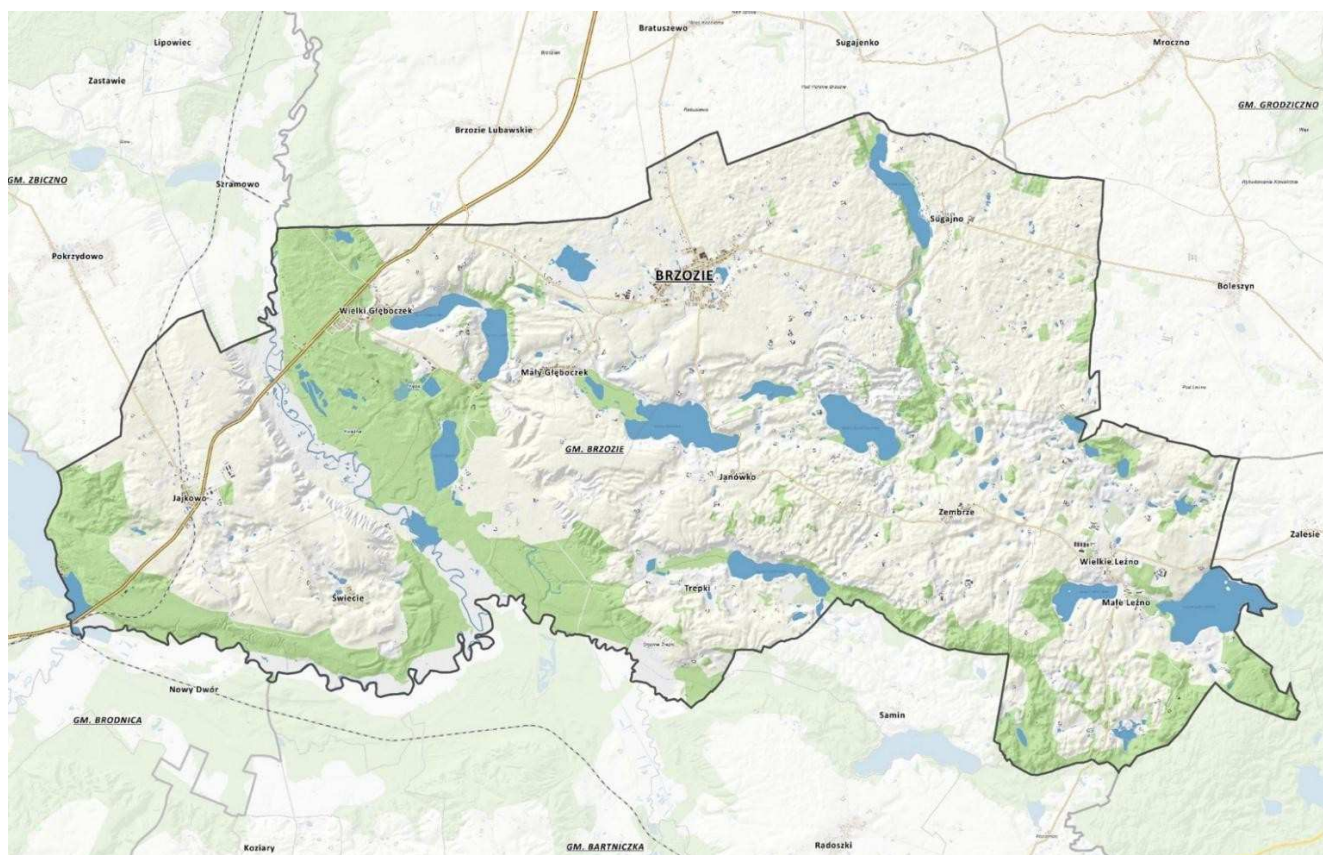 Bratuszewo
Lipowiec
Sugajenko
Mroczno
Zastawie
GM. GRODZICZNO
Brzozie Lubawskie
GM. ZBICZNO
Szramowo
Sugajno
Pokrzydowo
BRZOZIE
Boleszyn
Wielki Głęboczek
Mały Głęboczek
GM. BRZOZIE
Janówko
Jajkowo
Zembrze
Zalesie
Wielkie Leźno
Trepki
Świecie
Małe Leźno
Nowy Dwór
Samin
GM. BRODNICA
Koziary
GM. BARTNICZKA
Radoszki